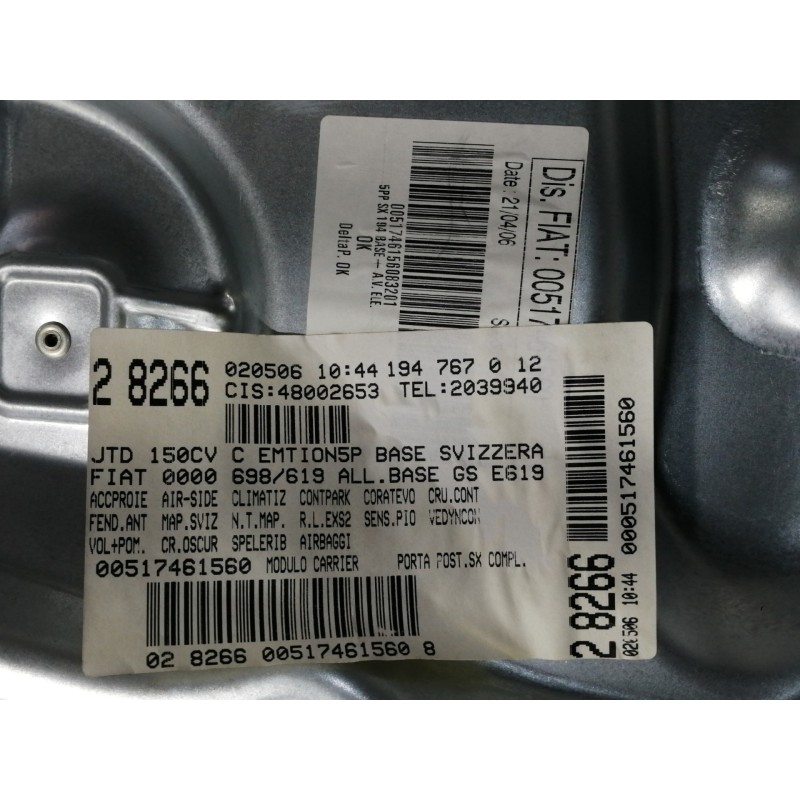 Dis. FIAT: 00517
Date: 21/04/06
S
0051746156083201
5PP SX 194 BASE - A.V. ELE.
OK
DeltaP. OK
2 8266
020506 10:44 194 767 0 12
CIS:48002653 TEL:2039940
JTD 150CV C EMTION5P BASE SVIZZERA
FIAT 0000 698/619 ALL.BASE GS E619
ACCPROIE AIR-SIDE CLIMATIZ CONTPARK CORATEVO CRU.CONT
FEND.ANT MAP.SVIZ N.T.MAP. R.L.EXS2 SENS.PIO VEDYNCON
VOL+POM. CR.OSCUR SPELERIB AIRBAGGI
00517461560 MODULO CARRIER PORTA POST.SX COMPL.
02 8266 00517461560 8
2 8266
020506 10:44
00517461560